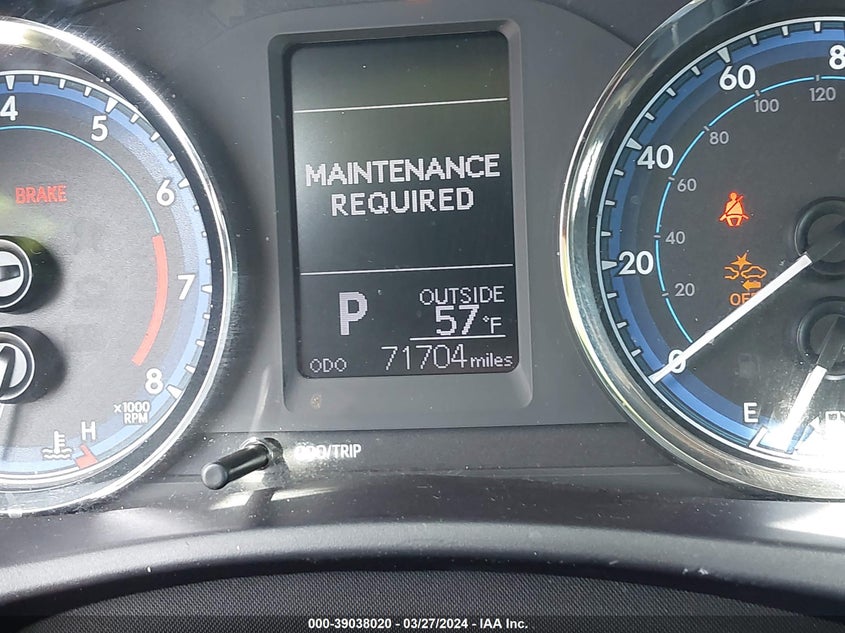 4
5
6
7
8
BRAKE
x1000
RPM
H
MAINTENANCE
REQUIRED
P
OUTSIDE
57°F
ODO 71704 miles
ODO/TRIP
0
20
40
60
8
20
40
60
80
100
120
OFF
E
000-39038020 - 03/27/2024 - IAA Inc.